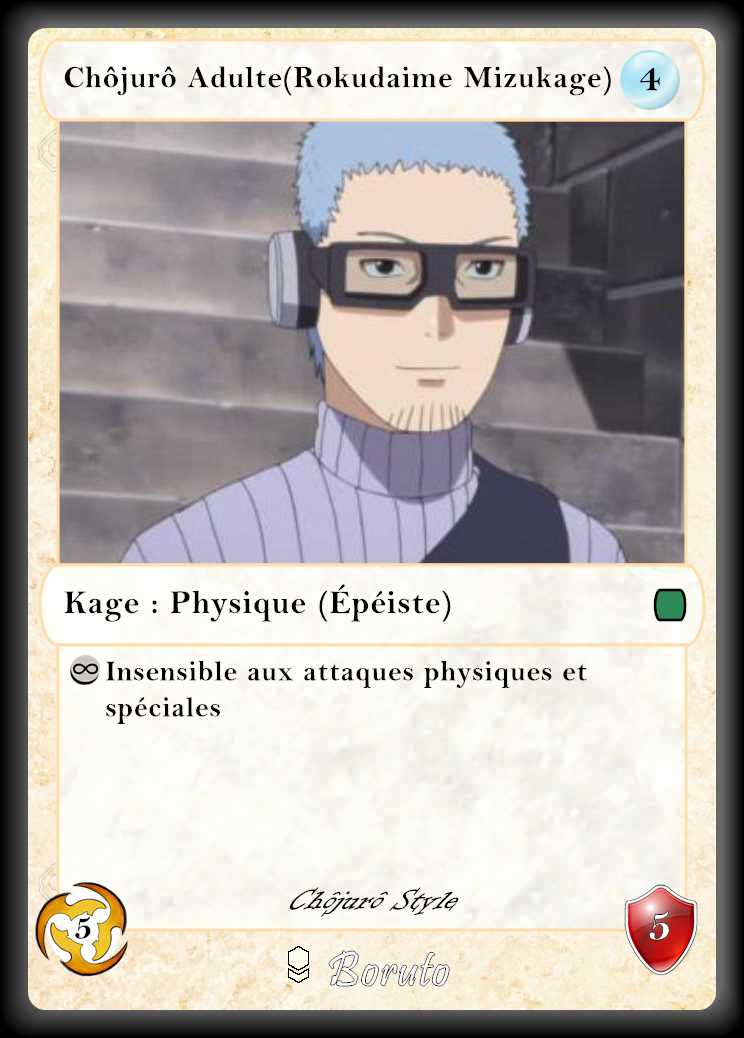 Chôjurô Adulte(Rokudaime Mizukage) 4
Kage : Physique (Épéiste)
∞ Insensible aux attaques physiques et
spéciales
Chôjurô Style
5
5
Boruto